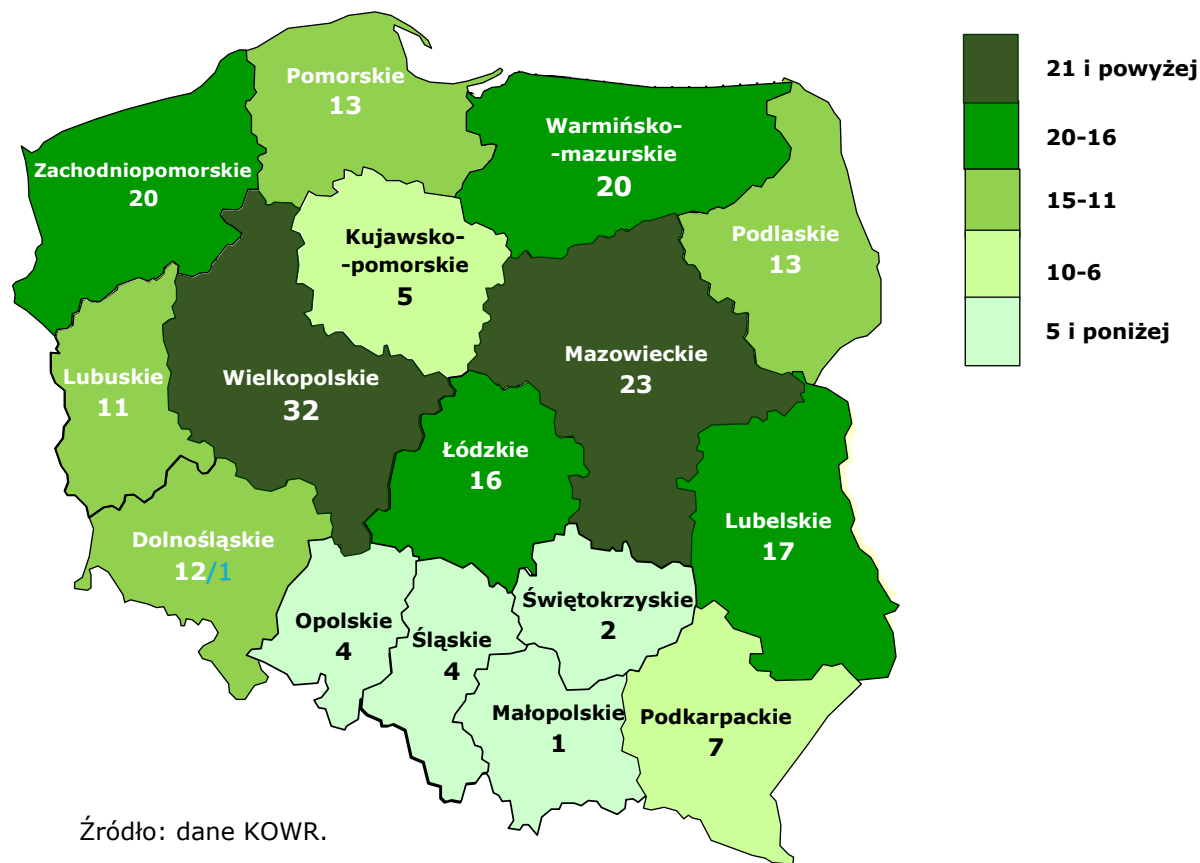 Pomorskie
13
Warmińsko-
-mazurskie
20
Zachodniopomorskie
20
Podlaskie
13
Kujawsko-
-pomorskie
5
Mazowieckie
23
Lubuskie
11
Wielkopolskie
32
Łódzkie
16
Lubelskie
17
Dolnośląskie
12/1
Opolskie
4
Śląskie
4
Świętokrzyskie
2
Małopolskie
1
Podkarpackie
7
21 i powyżej
20-16
15-11
10-6
5 i poniżej
Źródło: dane KOWR.